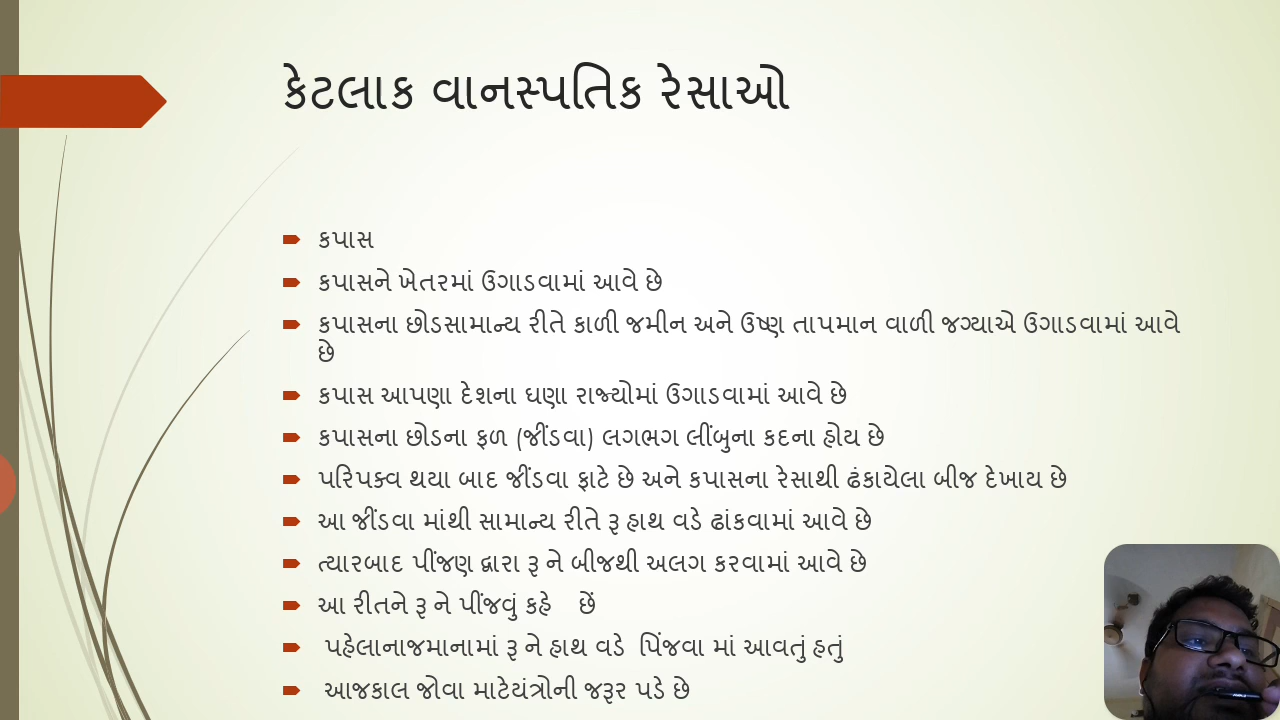 કેટલાક વાનસ્પતિક રેસાઓ
કપાસ
કપાસને ખેતરમાં ઉગાડવામાં આવે છે
કપાસના છોડસામાન્ય રીતે કાળી જમીન અને ઉષ્ણ તાપમાન વાળી જગ્યાએ ઉગાડવામાં આવે
છે
કપાસ આપણા દેશના ઘણા રાજ્યોમાં ઉગાડવામાં આવે છે
કપાસના છોડના ફળ (જીંડવા) લગભગ લીંબુના કદના હોય છે
પરિપક્વ થયા બાદ જીંડવા ફાટે છે અને કપાસના રેસાથી ઢંકાયેલા બીજ દેખાય છે
આ જીંડવા માંથી સામાન્ય રીતે રૂ હાથ વડે ઢાંકવામાં આવે છે
ત્યારબાદ પીંજણ દ્વારા રૂ ને બીજથી અલગ કરવામાં આવે છે
આ રીતને રૂ ને પીંજવું કહે છેં
પહેલાનાજમાનામાં રૂ ને હાથ વડે પિંજવા માં આવતું હતું
આજકાલ જોવા માટેયંત્રોની જરૂર પડે છે